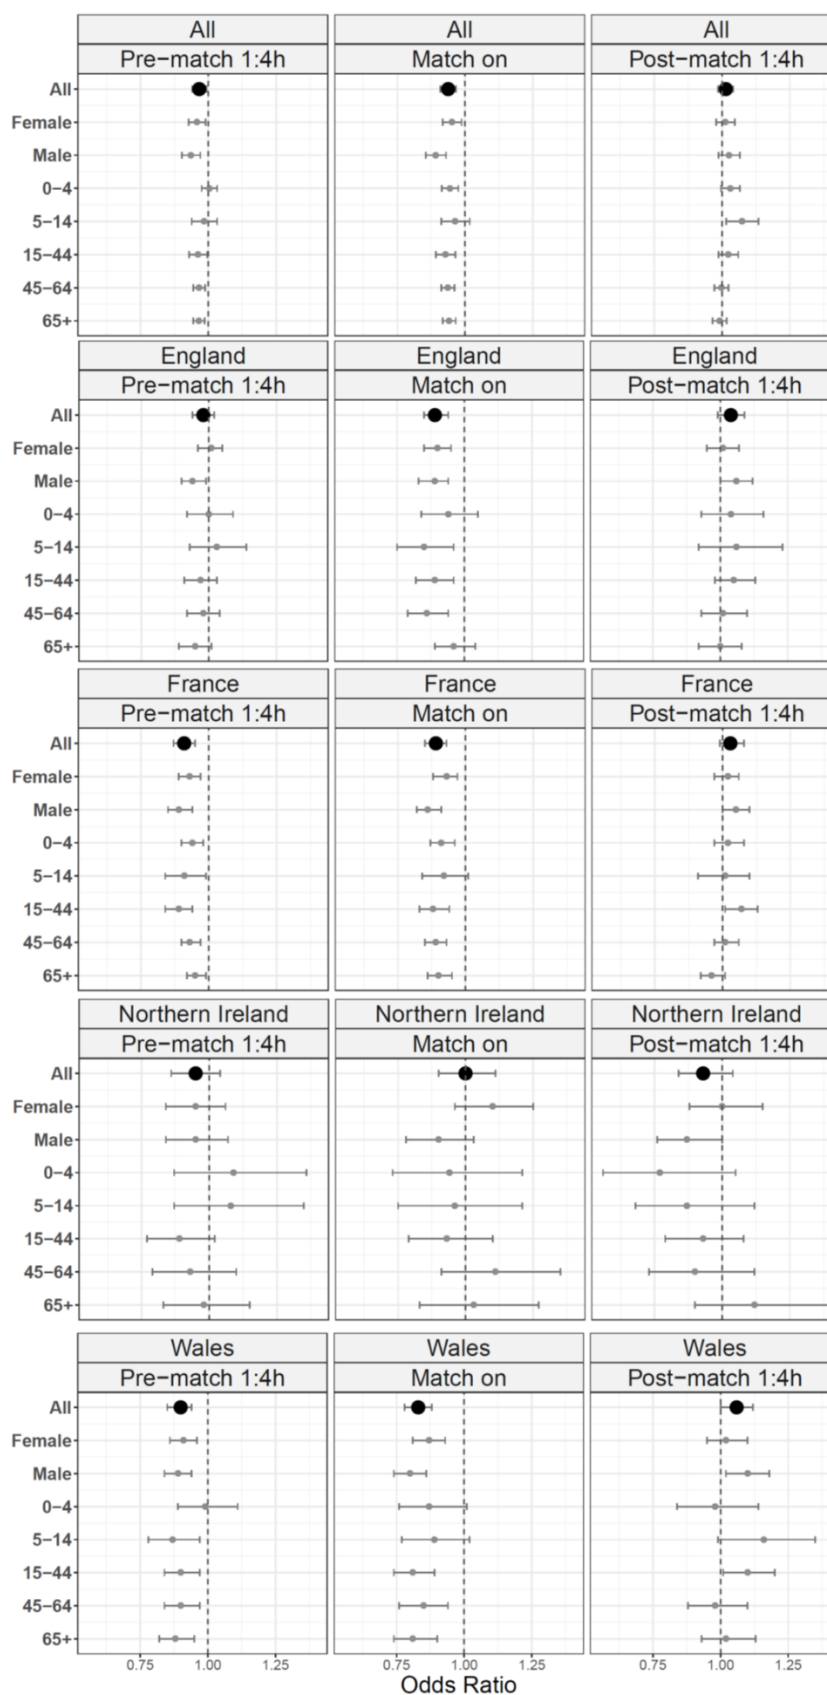 All All All
Pre−match 1:4h Match on Post−match 1:4h
All
Female
Male
0−4
5−14
15−44
45−64
65+
England England England
Pre−match 1:4h Match on Post−match 1:4h
All
Female
Male
0−4
5−14
15−44
45−64
65+
France France France
Pre−match 1:4h Match on Post−match 1:4h
All
Female
Male
0−4
5−14
15−44
45−64
65+
Northern Ireland Northern Ireland Northern Ireland
Pre−match 1:4h Match on Post−match 1:4h
All
Female
Male
0−4
5−14
15−44
45−64
65+
Wales Wales Wales
Pre−match 1:4h Match on Post−match 1:4h
All
Female
Male
0−4
5−14
15−44
45−64
65+
0.75 1.00 1.25 0.75 1.00 1.25 0.75 1.00 1.25
Odds Ratio